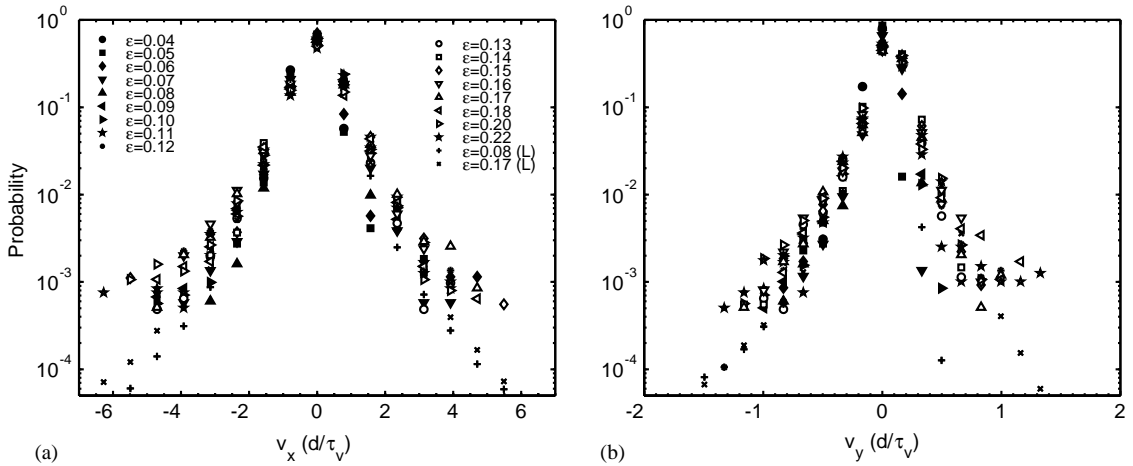 10^0
10^-1
10^-2
10^-3
10^-4
Probability
ε=0.04
ε=0.05
ε=0.06
ε=0.07
ε=0.08
ε=0.09
ε=0.10
ε=0.11
ε=0.12
ε=0.13
ε=0.14
ε=0.15
ε=0.16
ε=0.17
ε=0.18
ε=0.20
ε=0.22
ε=0.08 (L)
ε=0.17 (L)
-6 -4 -2 0 2 4 6
(a) v_x (d/τ_v)
10^0
10^-1
10^-2
10^-3
10^-4
-2 -1 0 1 2
(b) v_y (d/τ_v)